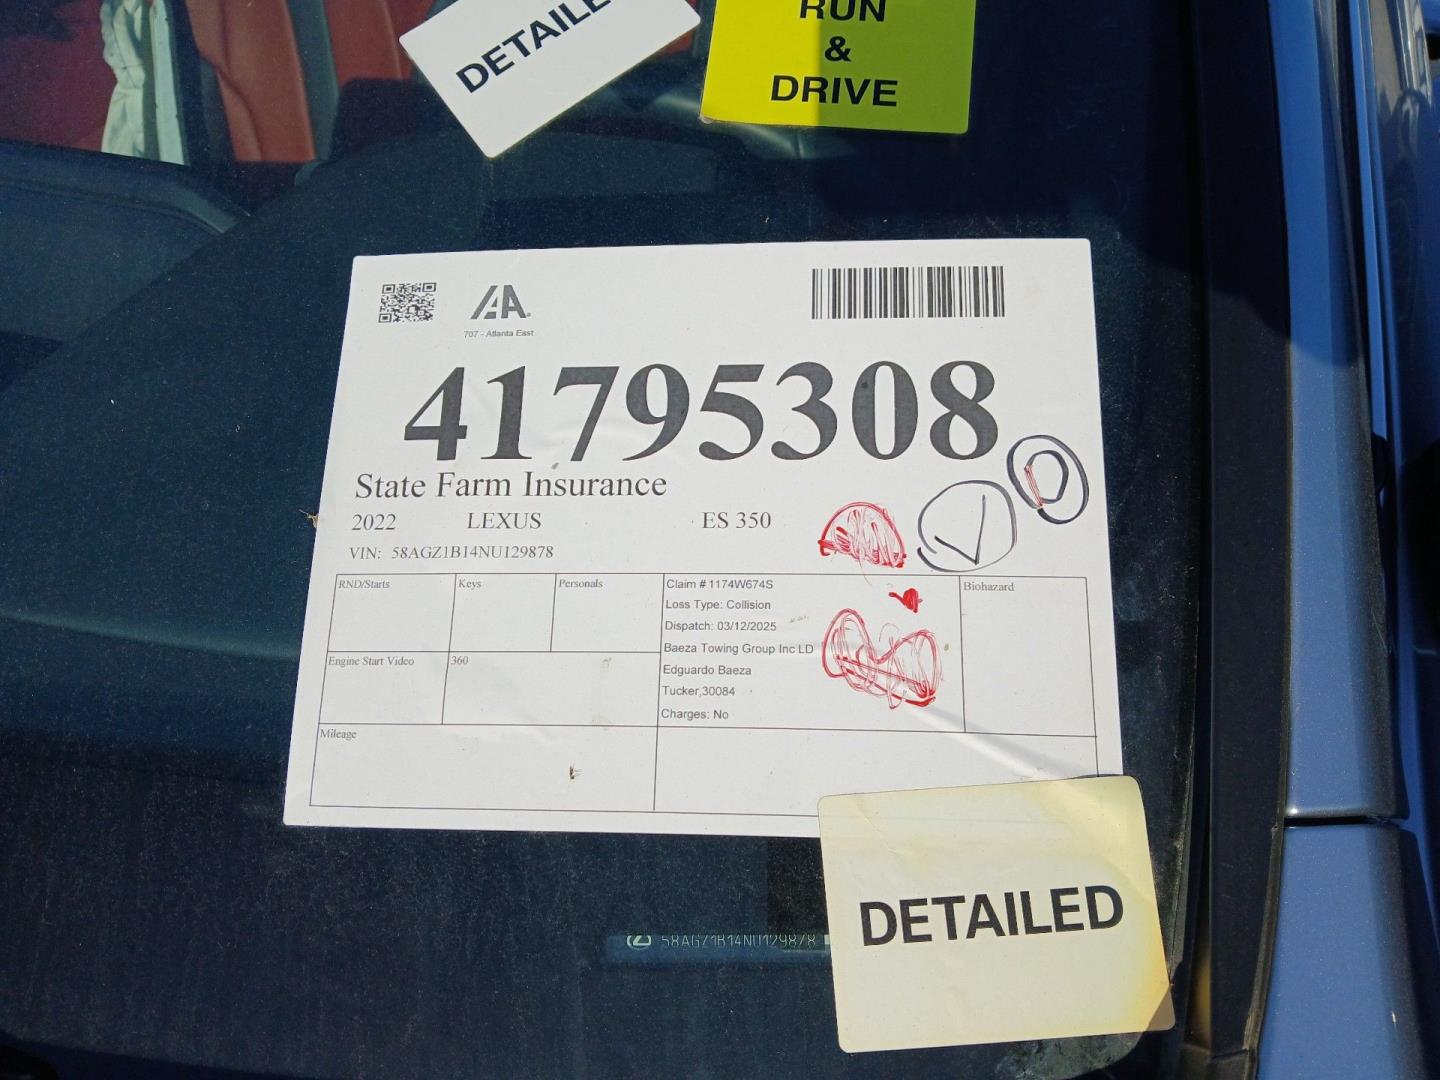 DETAILE
RUN
&
DRIVE
IAA
707 - Atlanta East
41795308
State Farm Insurance
2022 LEXUS ES 350
VIN: 58AGZ1B14NU129878
RND/Starts Keys Personals
Claim # 1174W674S
Loss Type: Collision
Dispatch: 03/12/2025
Baeza Towing Group Inc LD
Edguardo Baeza
Tucker,30084
Charges: No
Biohazard
Engine Start Video 360
Mileage
DETAILED
58AGZ1B14NU129878